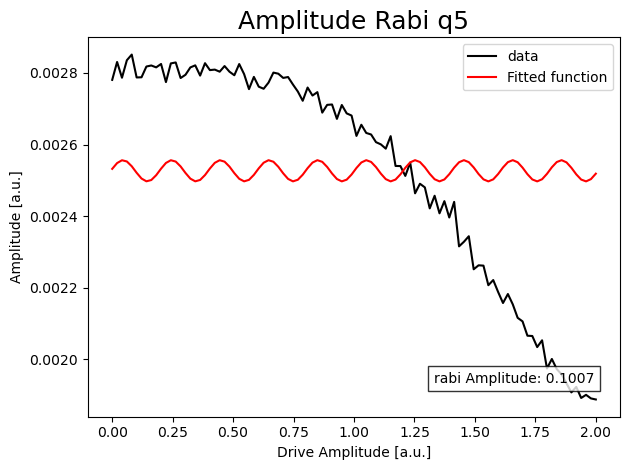 Amplitude Rabi q5
data
Fitted function
Amplitude [a.u.]
0.0028
0.0026
0.0024
0.0022
0.0020
rabi Amplitude: 0.1007
0.00 0.25 0.50 0.75 1.00 1.25 1.50 1.75 2.00
Drive Amplitude [a.u.]